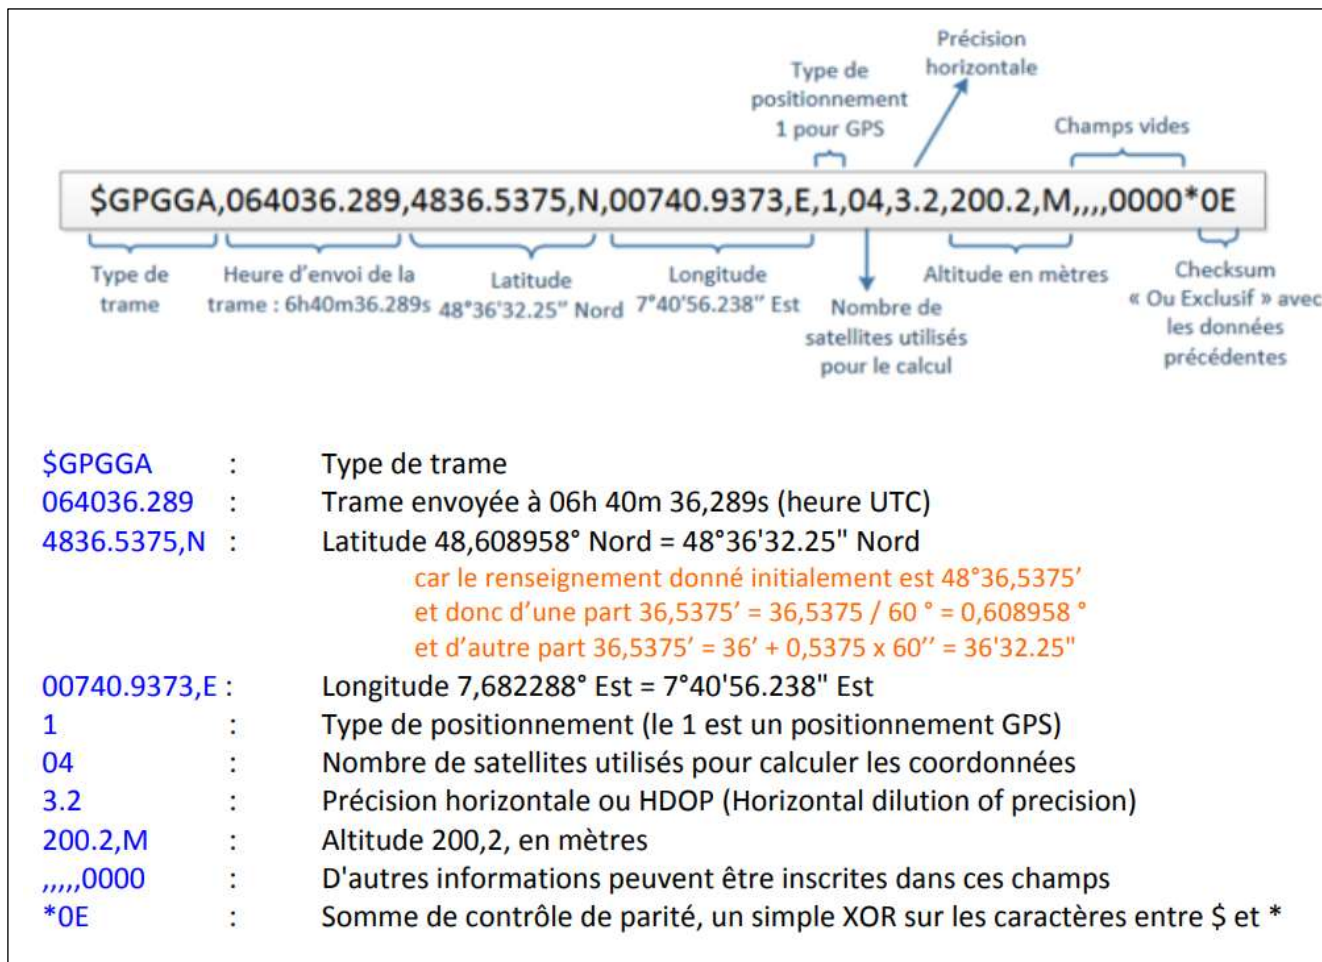 Précision
horizontale
Type de
positionnement
1 pour GPS
Champs vides
$GPGGA,064036.289,4836.5375,N,00740.9373,E,1,04,3.2,200.2,M,,,,0000*0E
Type de
trame
Heure d'envoi de la
trame : 6h40m36.289s
Latitude
48°36'32.25'' Nord
Longitude
7°40'56.238'' Est
Nombre de
satellites utilisés
pour le calcul
Altitude en mètres
Checksum
« Ou Exclusif » avec
les données
précédentes
$GPGGA : Type de trame
064036.289 : Trame envoyée à 06h 40m 36,289s (heure UTC)
4836.5375,N : Latitude 48,608958° Nord = 48°36'32.25" Nord
car le renseignement donné initialement est 48°36,5375'
et donc d'une part 36,5375' = 36,5375 / 60 ° = 0,608958 °
et d'autre part 36,5375' = 36' + 0,5375 x 60'' = 36'32.25"
00740.9373,E : Longitude 7,682288° Est = 7°40'56.238" Est
1 : Type de positionnement (le 1 est un positionnement GPS)
04 : Nombre de satellites utilisés pour calculer les coordonnées
3.2 : Précision horizontale ou HDOP (Horizontal dilution of precision)
200.2,M : Altitude 200,2, en mètres
,,,,,0000 : D'autres informations peuvent être inscrites dans ces champs
*0E : Somme de contrôle de parité, un simple XOR sur les caractères entre $ et *